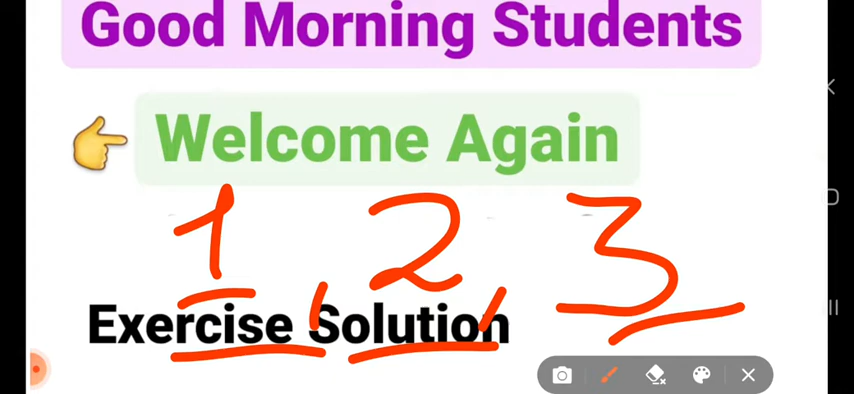 Good Morning Students
👉 Welcome Again
1, 2, 3
Exercise Solution